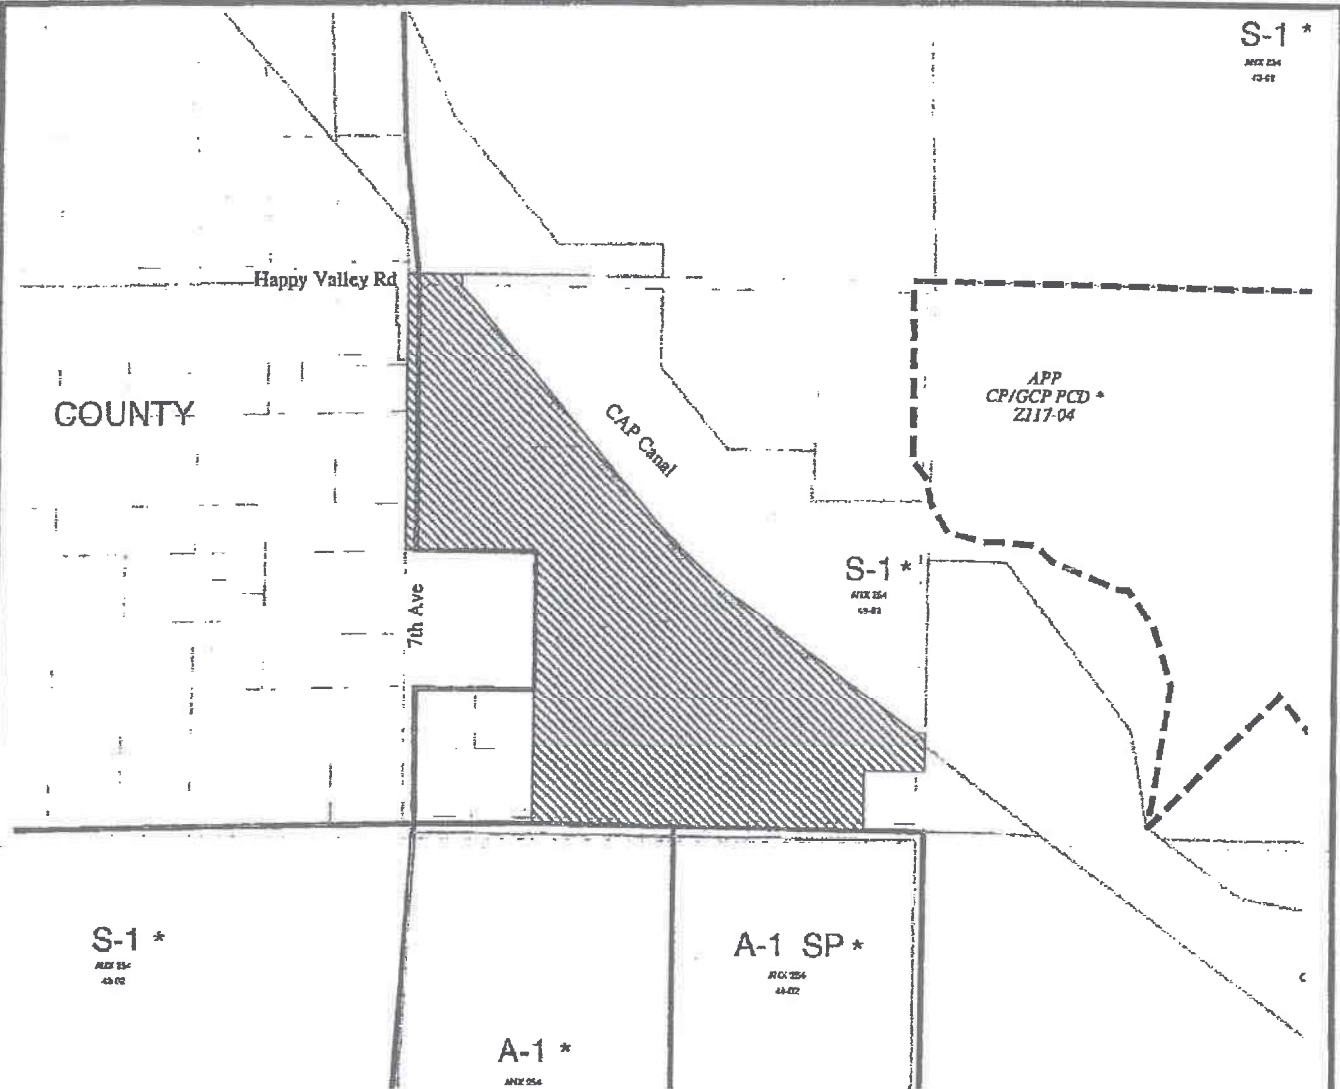 S-1 *
Happy Valley Rd
COUNTY
APP
CP/GCP PCD *
Z117-04
CAP Canal
S-1 *
7th Ave
S-1 *
A-1 SP *
A-1 *